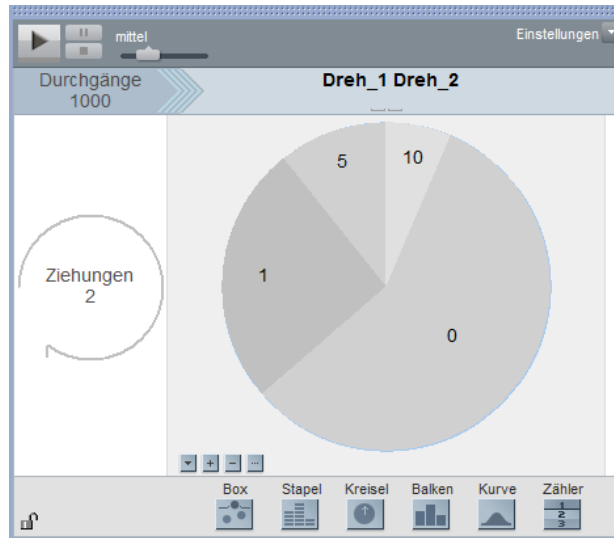 mittel
Einstellungen
Durchgänge
1000
Dreh_1 Dreh_2
5
10
1
0
Ziehungen
2
Box Stapel Kreisel Balken Kurve Zähler
1
2
3